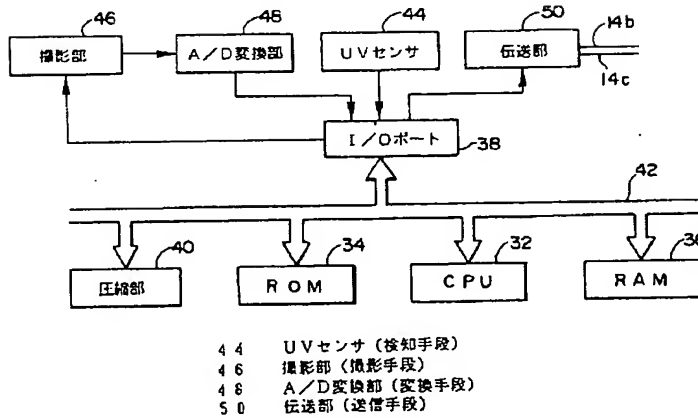 46
48
44
50
14b
撮影部
A/D変換部
UVセンサ
伝送部
14c
I/Oポート
38
42
40
34
32
36
圧縮部
ROM
CPU
RAM
44 UVセンサ(検知手段)
46 撮影部(撮影手段)
48 A/D変換部(変換手段)
50 伝送部(送信手段)